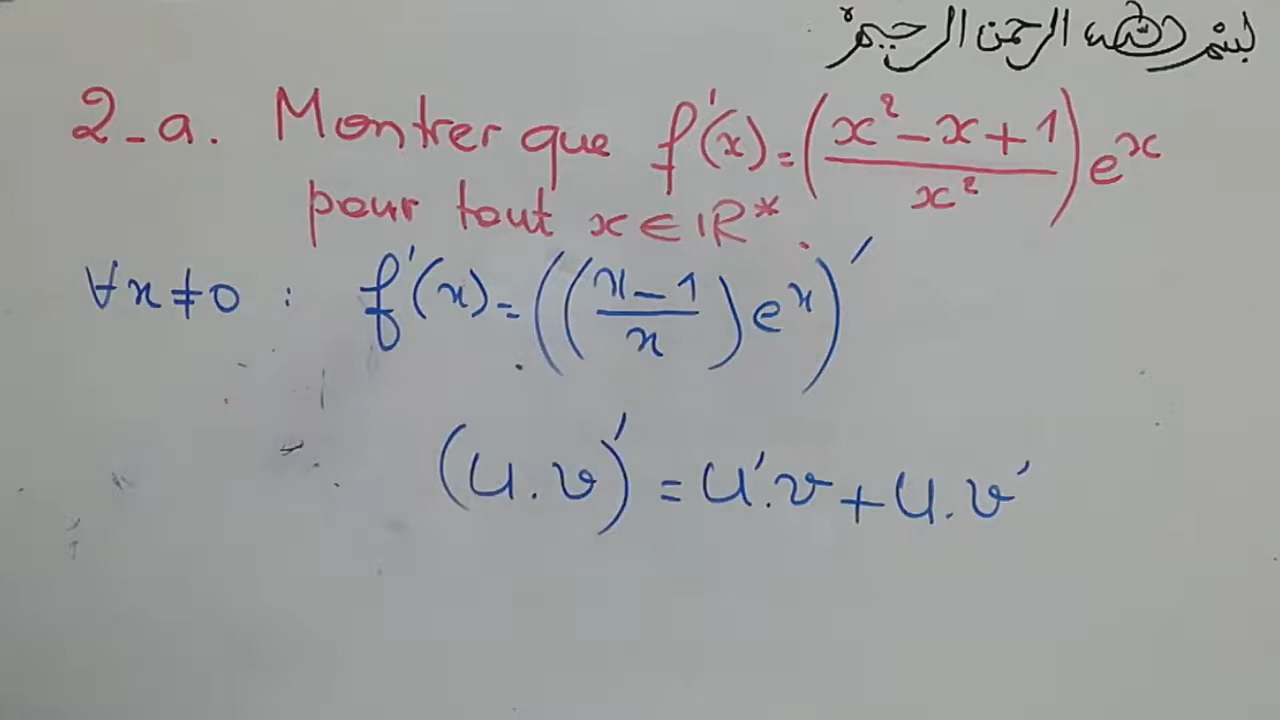 بسم الله الرحمن الرحيم
2-a. Montrer que f'(x) = ((x² - x + 1)/x²) eˣ
pour tout x ∈ ℝ*.
∀x ≠ 0 : f'(x) = (((x - 1)/x) eˣ)'
(U.v)' = U'.v + U.v'